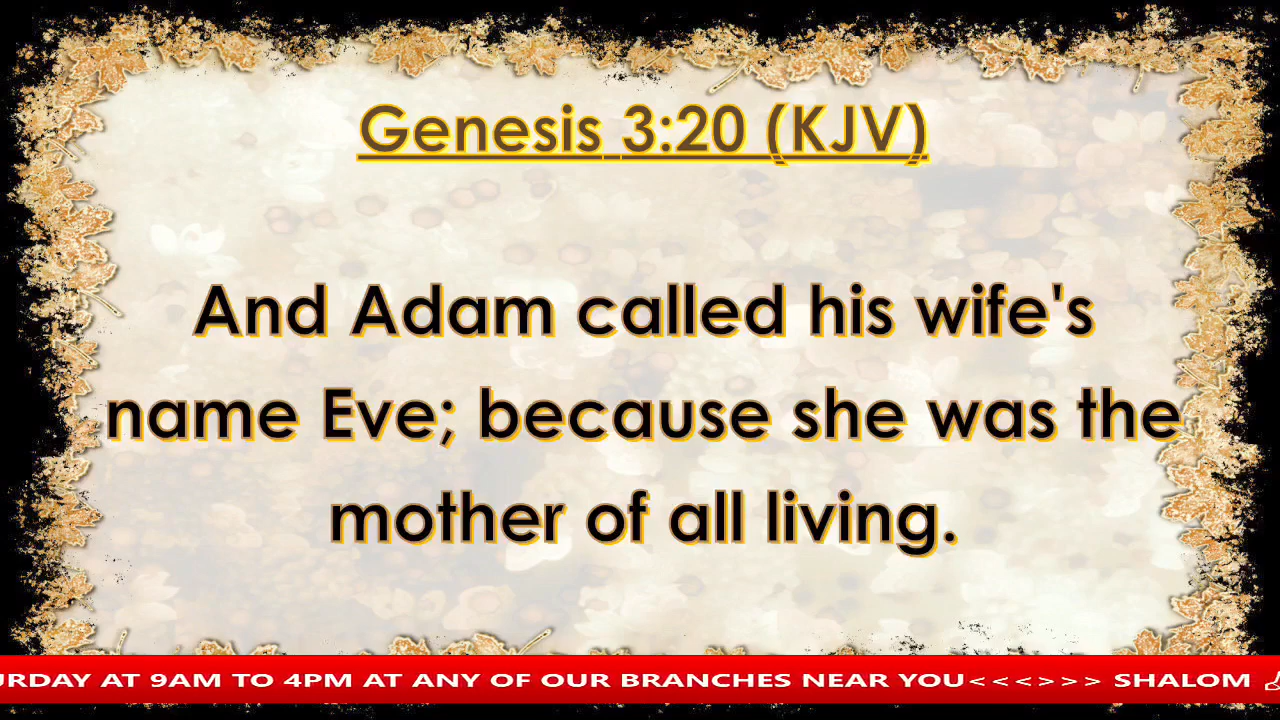 Genesis 3:20 (KJV)
And Adam called his wife's
name Eve; because she was the
mother of all living.
URDAY AT 9AM TO 4PM AT ANY OF OUR BRANCHES NEAR YOU<<<>>> SHALOM